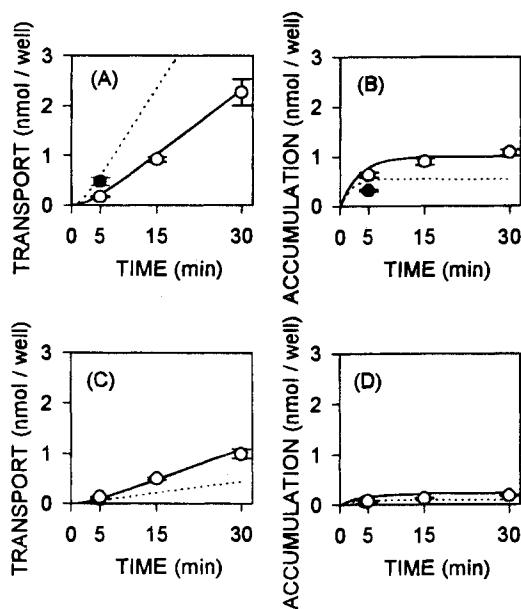 TRANSPORT (nmol / well)
3
2
1
0
(A)
0 5 15 30
TIME (min)
ACCUMULATION (nmol / well)
3
2
1
0
(B)
0 5 15 30
TIME (min)
TRANSPORT (nmol / well)
3
2
1
0
(C)
0 5 15 30
TIME (min)
ACCUMULATION (nmol / well)
3
2
1
0
(D)
0 5 15 30
TIME (min)